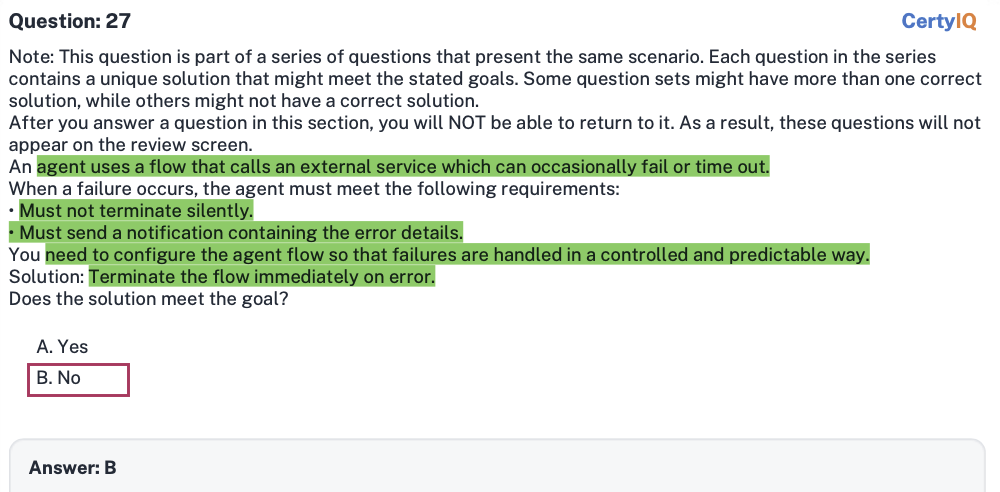 Question: 27
CertyIQ
Note: This question is part of a series of questions that present the same scenario. Each question in the series
contains a unique solution that might meet the stated goals. Some question sets might have more than one correct
solution, while others might not have a correct solution.
After you answer a question in this section, you will NOT be able to return to it. As a result, these questions will not
appear on the review screen.
An agent uses a flow that calls an external service which can occasionally fail or time out.
When a failure occurs, the agent must meet the following requirements:
• Must not terminate silently.
• Must send a notification containing the error details.
You need to configure the agent flow so that failures are handled in a controlled and predictable way.
Solution: Terminate the flow immediately on error.
Does the solution meet the goal?
A. Yes
B. No
Answer: B